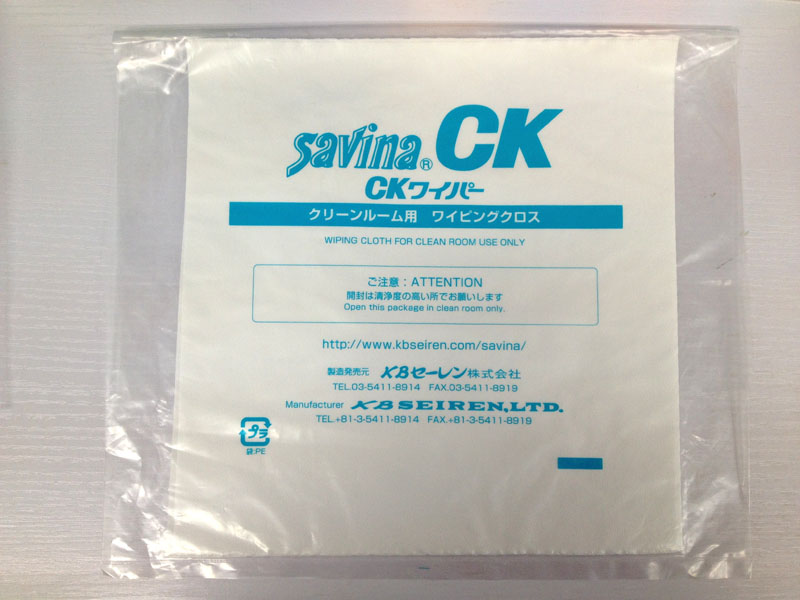 savina® CK
CKワイパー
クリーンルーム用 ワイピングクロス
WIPING CLOTH FOR CLEAN ROOM USE ONLY
ご注意：ATTENTION
開封は清浄度の高い所でお願いします
Open this package in clean room only.
http://www.kbseiren.com/savina/
製造発売元 KBセーレン株式会社
TEL.03-5411-8914 FAX.03-5411-8919
Manufacturer KB SEIREN,LTD.
TEL.+81-3-5411-8914 FAX.+81-3-5411-8919
プラ
袋:PE